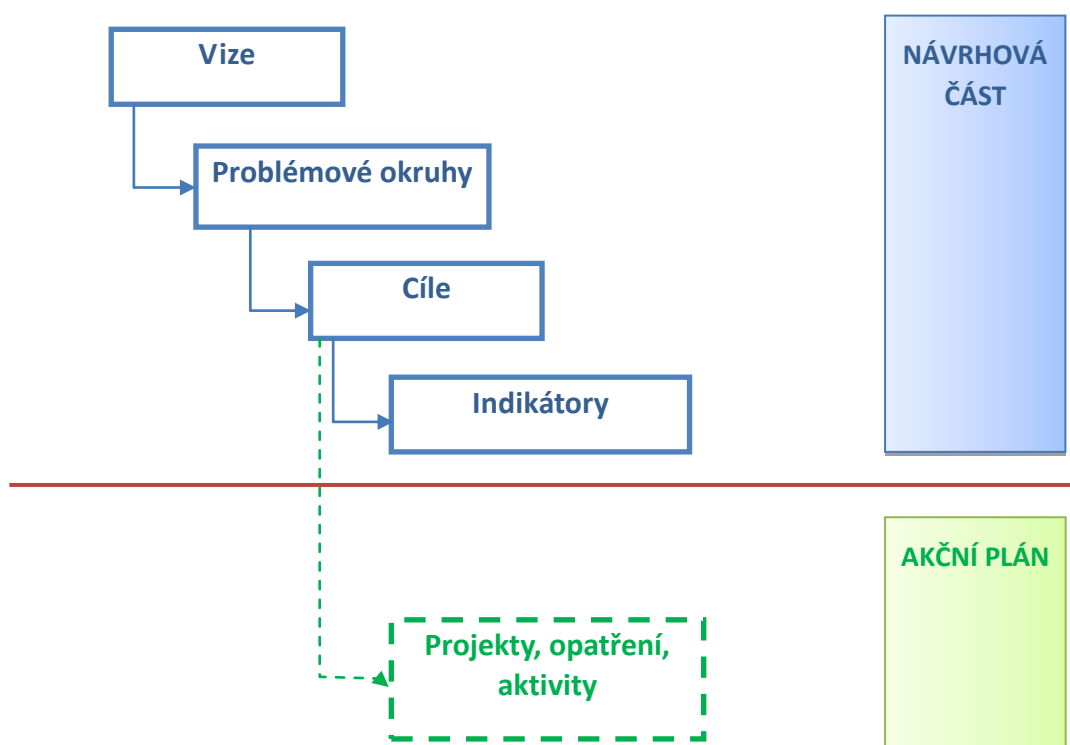 Vize
NÁVRHOVÁ
ČÁST
Problémové okruhy
Cíle
Indikátory
AKČNÍ PLÁN
Projekty, opatření,
aktivity